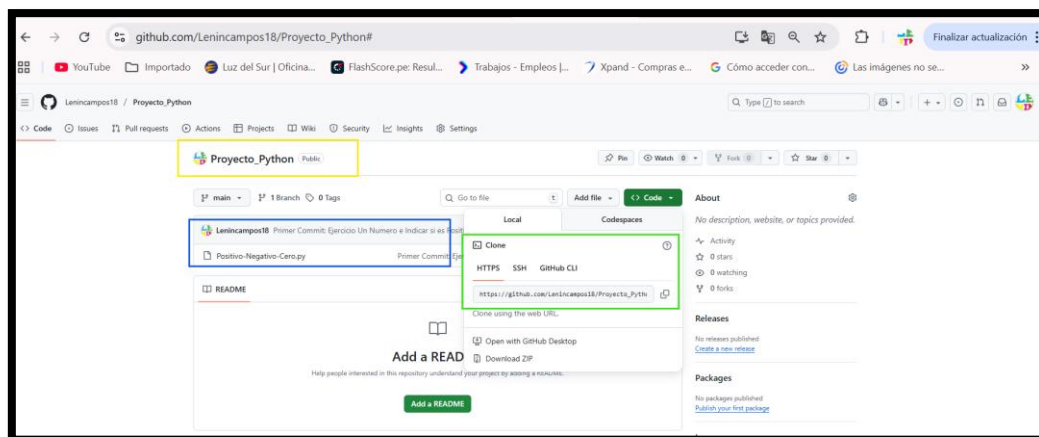 github.com/Lenincampos18/Proyecto_Python#
Finalizar actualización
YouTube Importado Luz del Sur | Oficina... FlashScore.pe: Resul... Trabajos - Empleos |... Xpand - Compras e... Cómo acceder con... Las imágenes no se... »
Lenincampos18 / Proyecto_Python
Type / to search
<> Code Issues Pull requests Actions Projects Wiki Security Insights Settings
Proyecto_Python Public
Pin Watch 0 Fork 0 Star 0
main 1 Branch 0 Tags
Go to file t Add file <> Code
Lenincampos18 Primer Commit: Ejercicio Un Numero e Indicar si es Posit
Positivo-Negativo-Cero.py Primer Commit: Eje
README
Add a READ
Help people interested in this repository understand your project by adding a README.
Add a README
Local Codespaces
Clone
HTTPS SSH GitHub CLI
https://github.com/Lenincampos18/Proyecto_Pytho
Clone using the web URL.
Open with GitHub Desktop
Download ZIP
About
No description, website, or topics provided.
Activity
0 stars
0 watching
0 forks
Releases
No releases published
Create a new release
Packages
No packages published
Publish your first package